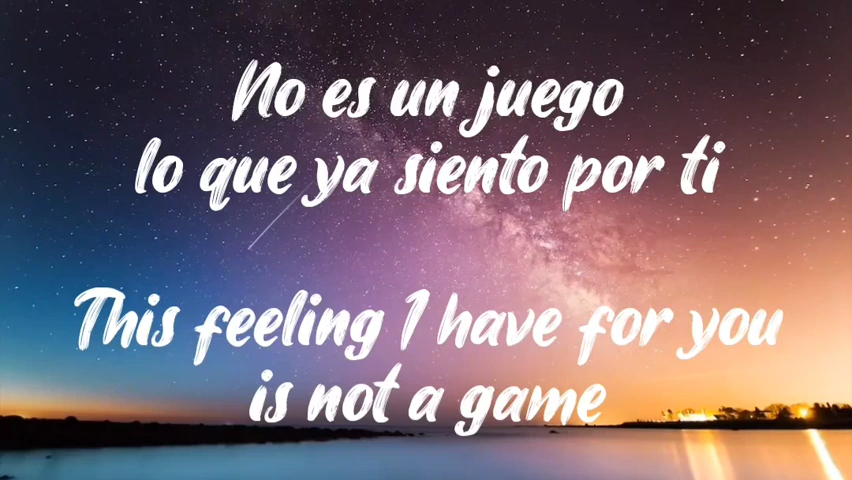 No es un juego
lo que ya siento por ti
This feeling I have for you
is not a game